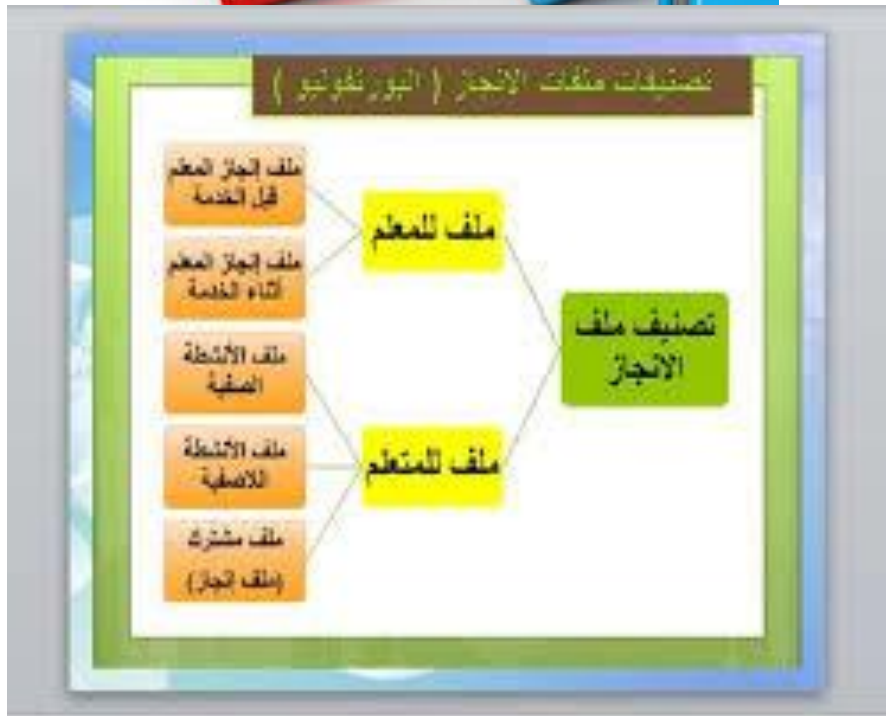 تصنيفات ملفات الانجاز ( البورتفوليو )
تصنيف ملف
الانجاز
ملف للمعلم
ملف إنجاز المعلم
قبل الخدمة
ملف إنجاز المعلم
أثناء الخدمة
ملف للمتعلم
ملف الأنشطة
الصفية
ملف الأنشطة
اللاصفية
ملف مشترك
(ملف إنجاز)